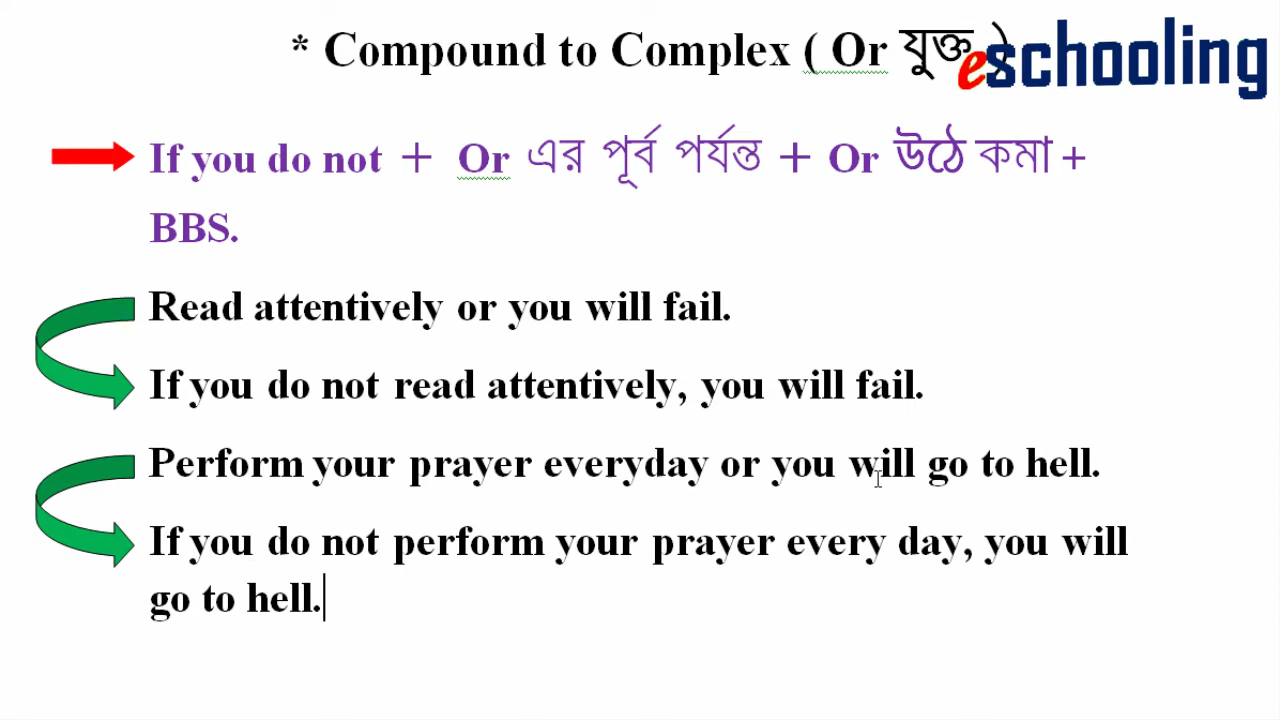 * Compound to Complex ( Or যুক্ত )
eschooling
If you do not + Or এর পূর্ব পর্যন্ত + Or উঠে কমা +
BBS.
Read attentively or you will fail.
If you do not read attentively, you will fail.
Perform your prayer everyday or you will go to hell.
If you do not perform your prayer every day, you will
go to hell.